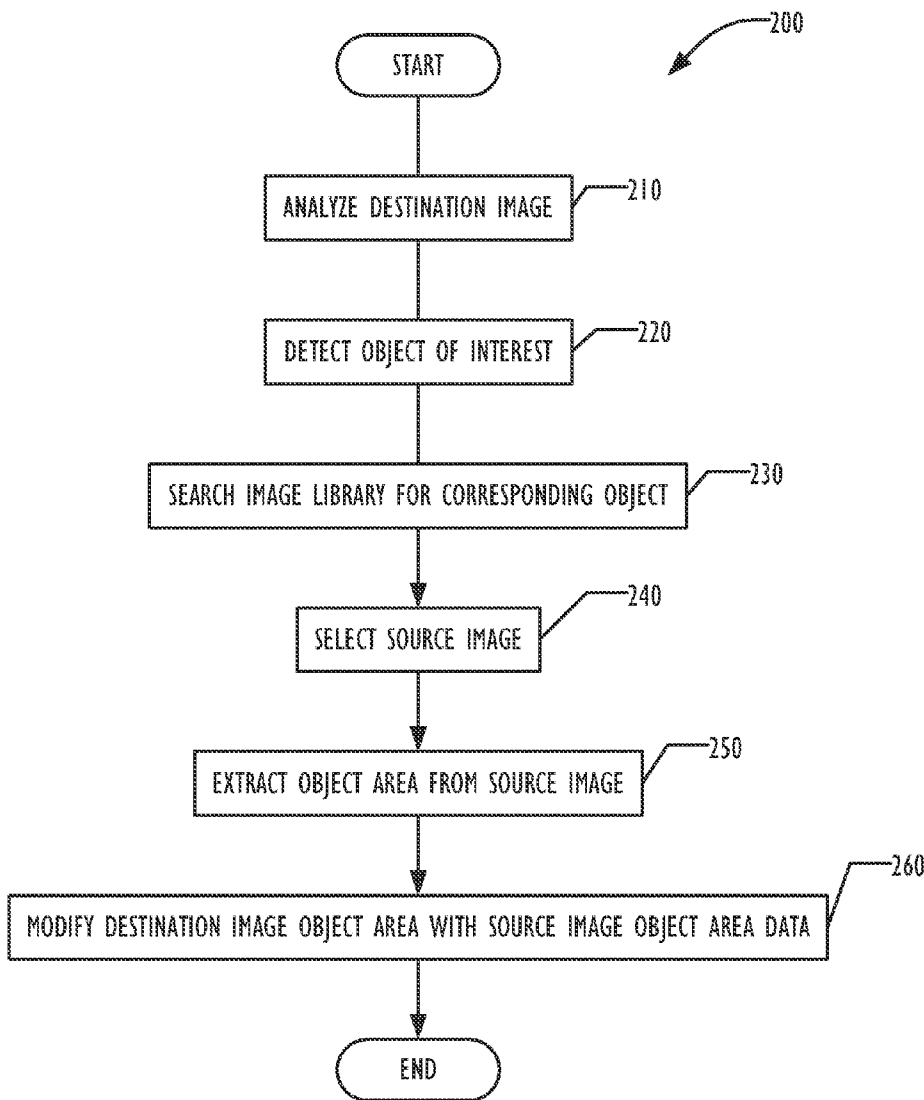 200
START
ANALYZE DESTINATION IMAGE
210
DETECT OBJECT OF INTEREST
220
SEARCH IMAGE LIBRARY FOR CORRESPONDING OBJECT
230
SELECT SOURCE IMAGE
240
EXTRACT OBJECT AREA FROM SOURCE IMAGE
250
MODIFY DESTINATION IMAGE OBJECT AREA WITH SOURCE IMAGE OBJECT AREA DATA
260
END